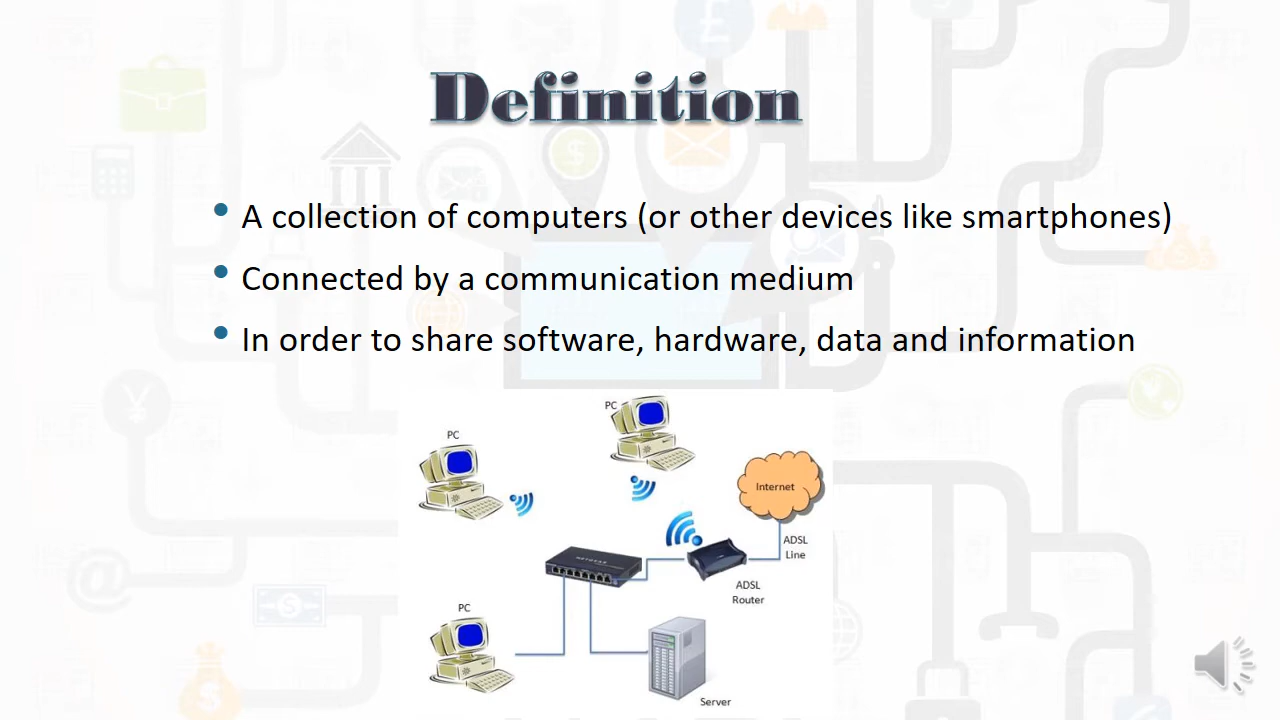 Definition
• A collection of computers (or other devices like smartphones)
• Connected by a communication medium
• In order to share software, hardware, data and information
PC
PC
Internet
ADSL
Line
NETGEAR
ADSL
Router
PC
Server